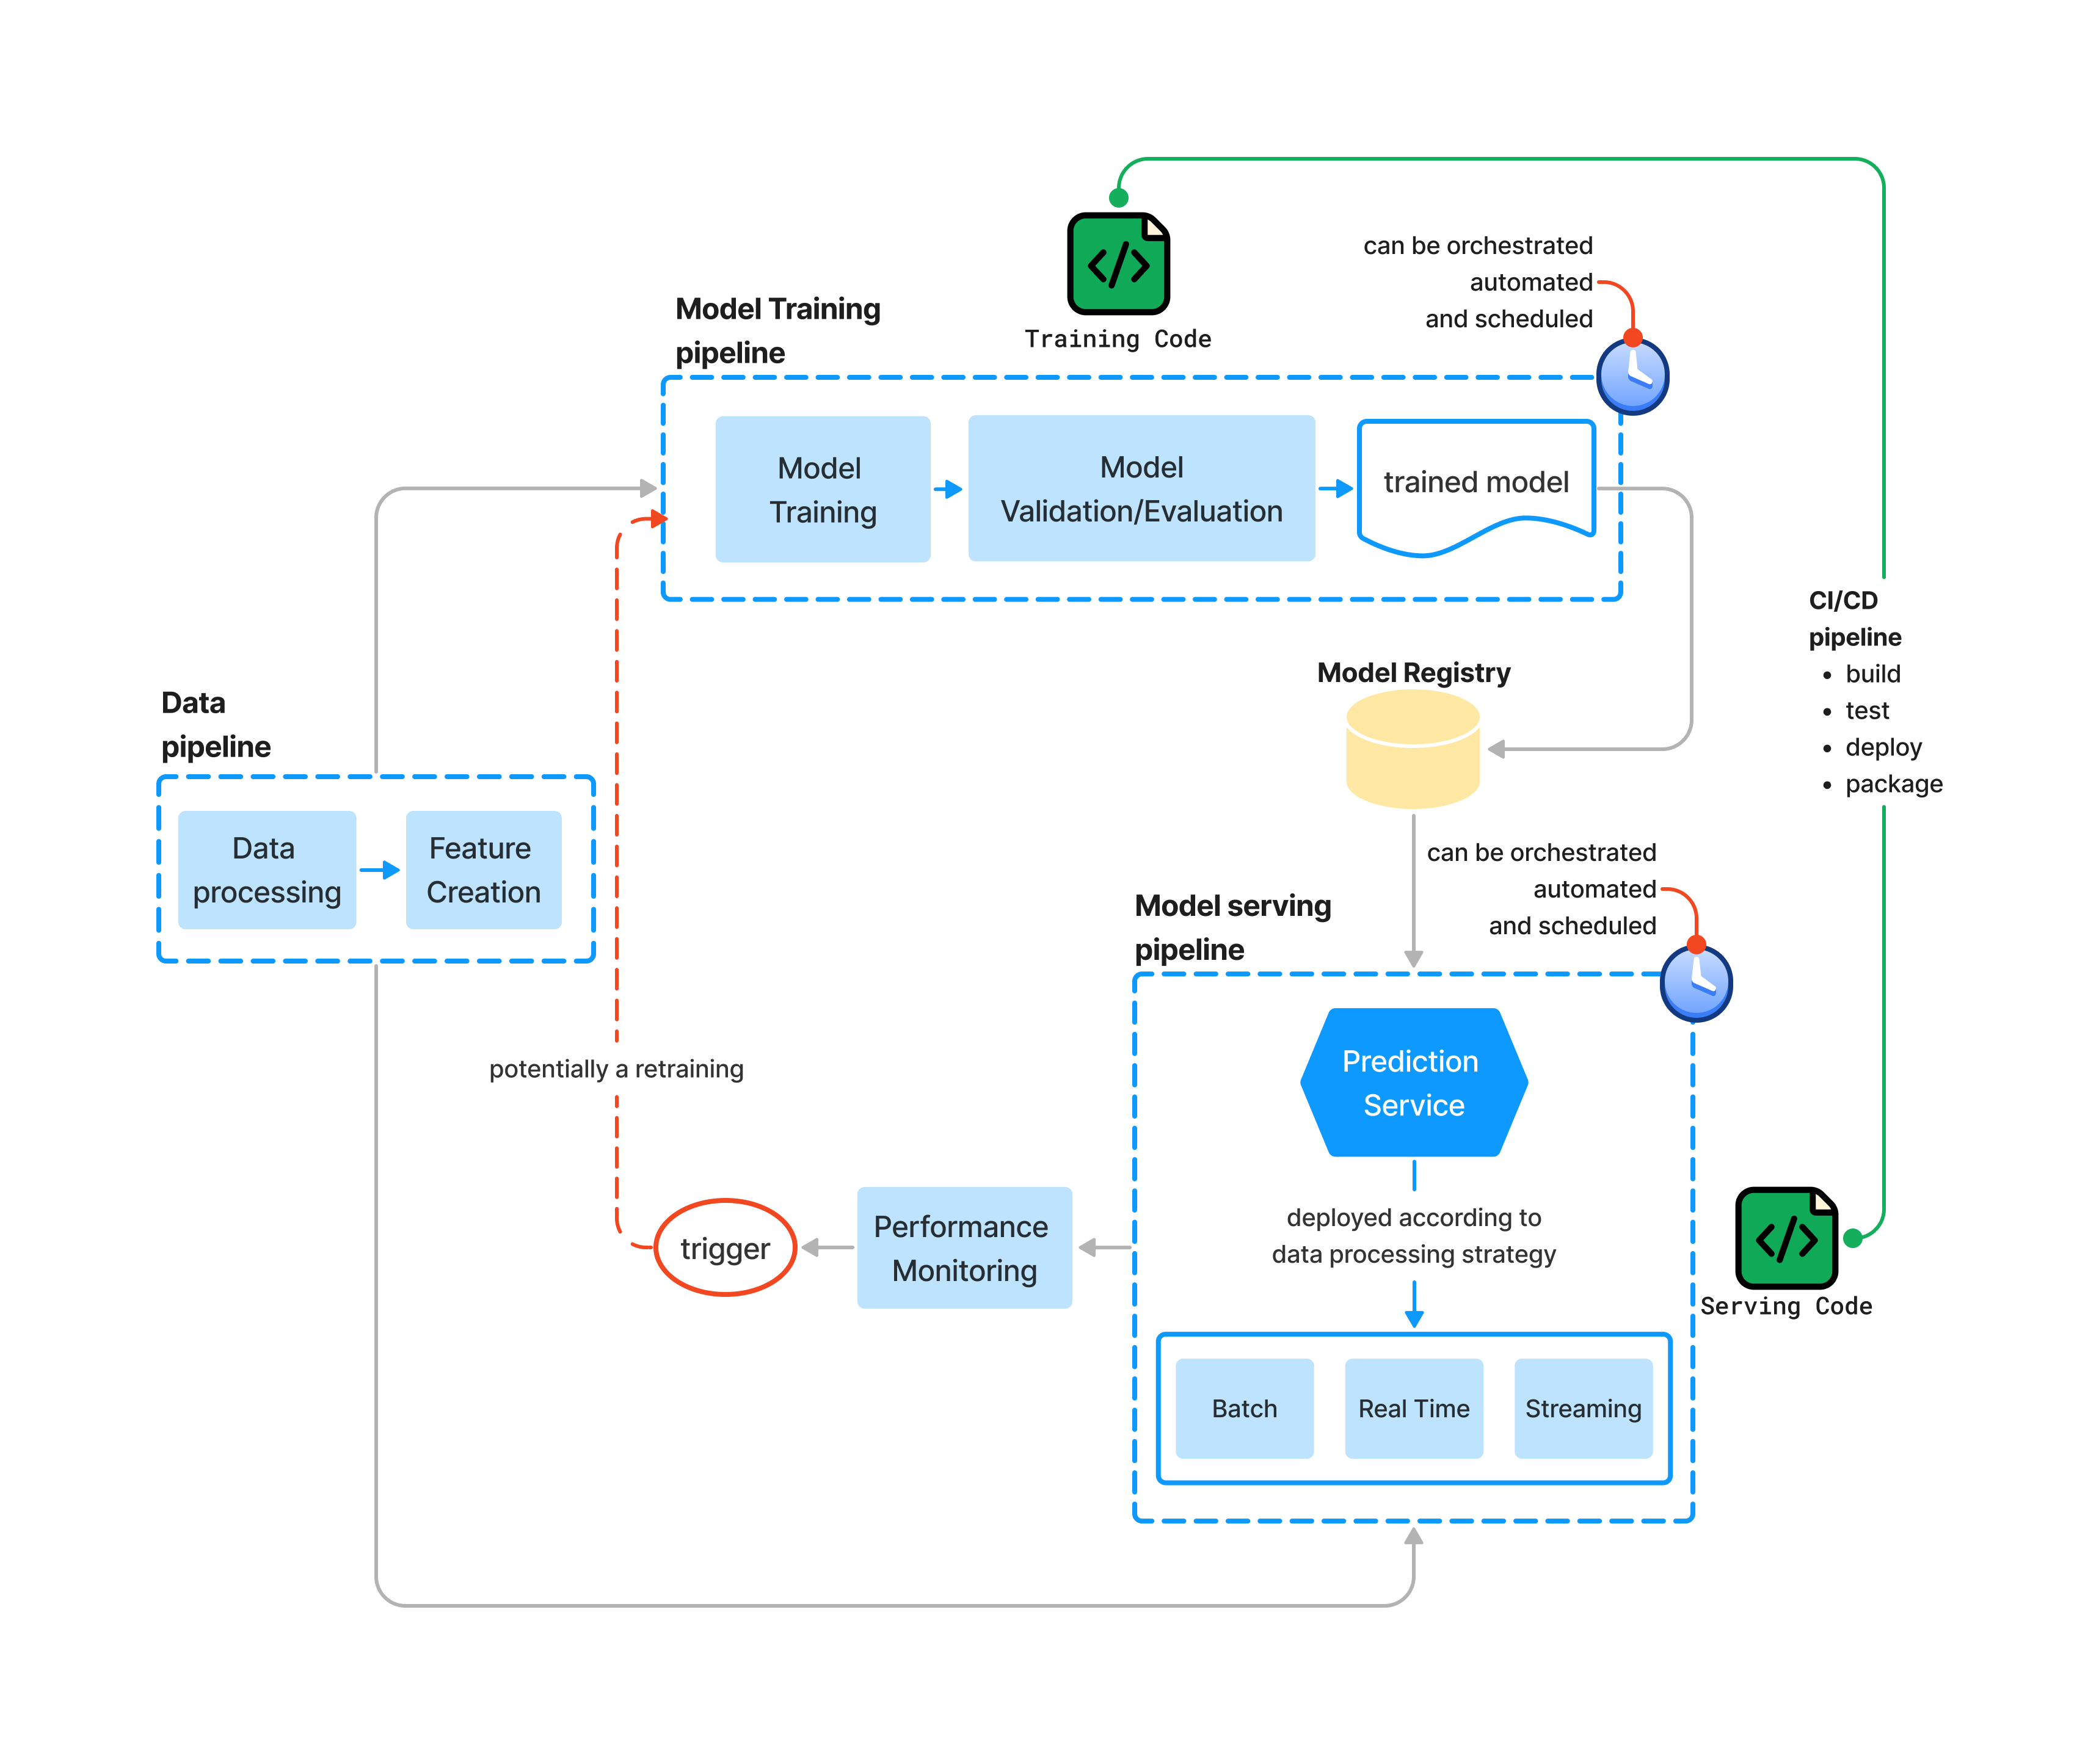 Training Code
can be orchestrated
automated
and scheduled
Model Training
pipeline
Model
Training
Model
Validation/Evaluation
trained model
CI/CD
pipeline
• build
• test
• deploy
• package
Model Registry
Data
pipeline
Data
processing
Feature
Creation
can be orchestrated
automated
and scheduled
Model serving
pipeline
Prediction
Service
potentially a retraining
deployed according to
data processing strategy
trigger
Performance
Monitoring
Serving Code
Batch
Real Time
Streaming